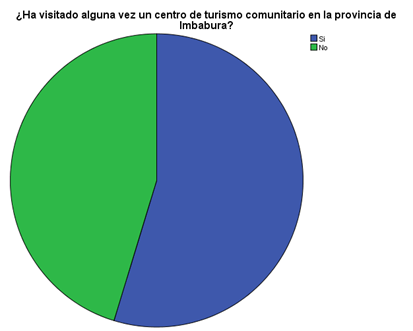 ¿Ha visitado alguna vez un centro de turismo comunitario en la provincia de
Imbabura?
Si
No